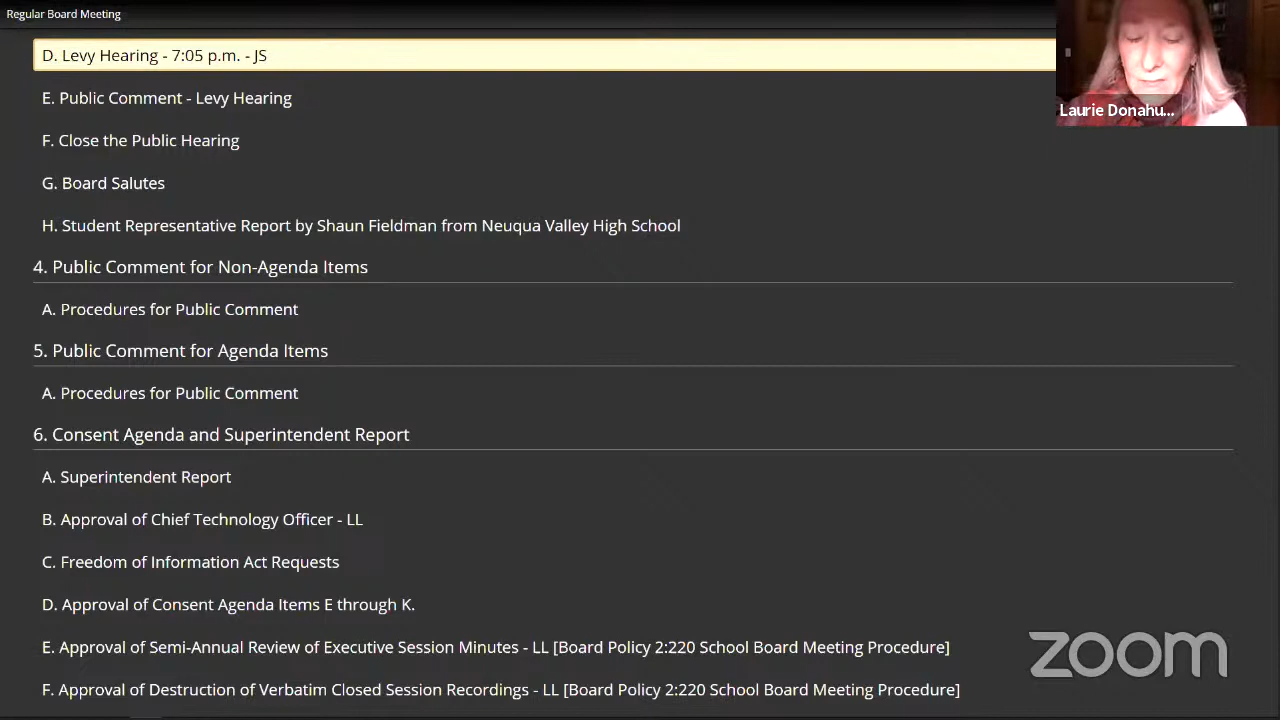 Regular Board Meeting
D. Levy Hearing - 7:05 p.m. - JS
Laurie Donahu...
E. Public Comment - Levy Hearing
F. Close the Public Hearing
G. Board Salutes
H. Student Representative Report by Shaun Fieldman from Neuqua Valley High School
4. Public Comment for Non-Agenda Items
A. Procedures for Public Comment
5. Public Comment for Agenda Items
A. Procedures for Public Comment
6. Consent Agenda and Superintendent Report
A. Superintendent Report
B. Approval of Chief Technology Officer - LL
C. Freedom of Information Act Requests
D. Approval of Consent Agenda Items E through K.
E. Approval of Semi-Annual Review of Executive Session Minutes - LL [Board Policy 2:220 School Board Meeting Procedure]
F. Approval of Destruction of Verbatim Closed Session Recordings - LL [Board Policy 2:220 School Board Meeting Procedure]
zoom